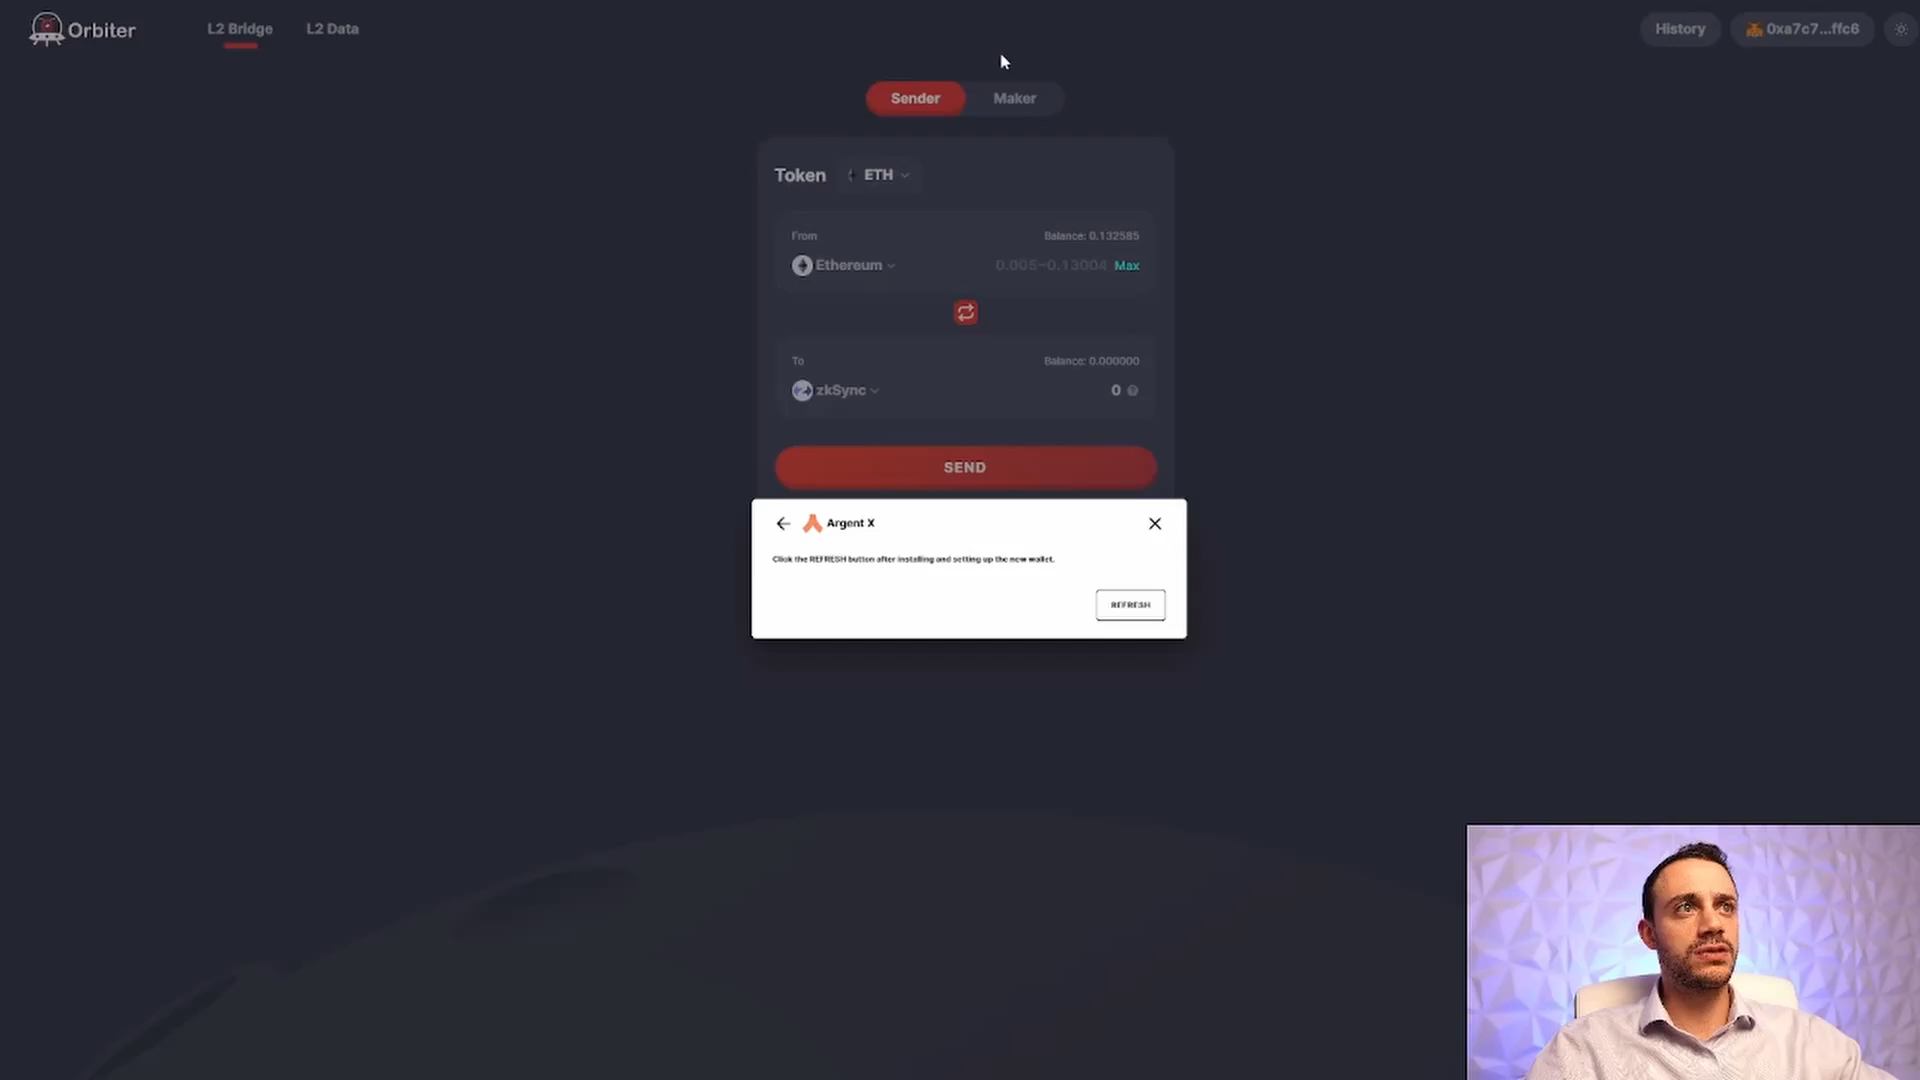 Orbiter
L2 Bridge
L2 Data
History
0xa7c7...ffc6
Sender
Maker
Token
ETH
From
Balance: 0.132585
Ethereum
0.005~0.13004 Max
To
Balance: 0.000000
zkSync
0
SEND
Argent X
Click the REFRESH button after installing and setting up the new wallet.
REFRESH